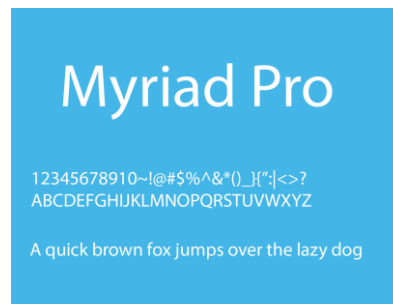 Myriad Pro
12345678910~!@#$%^&*()_}{":|<>?
ABCDEFGHIJKLMNOPQRSTUVWXYZ
A quick brown fox jumps over the lazy dog